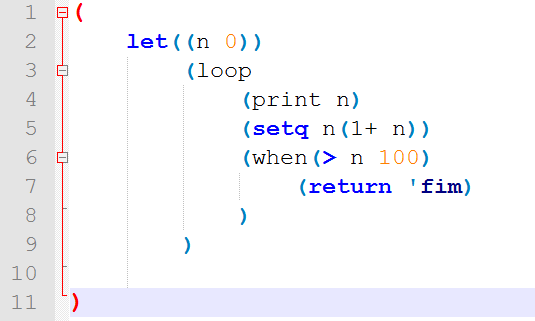 1 (
2 let((n 0))
3 (loop
4 (print n)
5 (setq n(1+ n))
6 (when(> n 100)
7 (return 'fim)
8 )
9 )
10
11 )